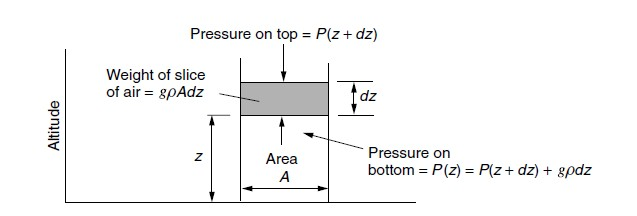 Pressure on top = P(z + dz)
Weight of slice
of air = gρAdz
dz
Altitude
z
Area
A
Pressure on
bottom = P(z) = P(z + dz) + gρdz